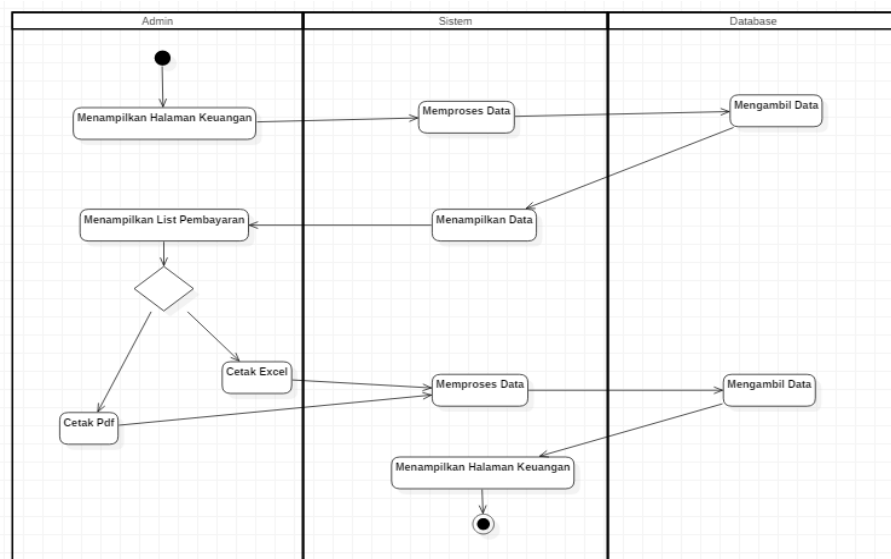 Admin
Sistem
Database
Menampilkan Halaman Keuangan
Memproses Data
Mengambil Data
Menampilkan List Pembayaran
Menampilkan Data
Cetak Excel
Memproses Data
Mengambil Data
Cetak Pdf
Menampilkan Halaman Keuangan